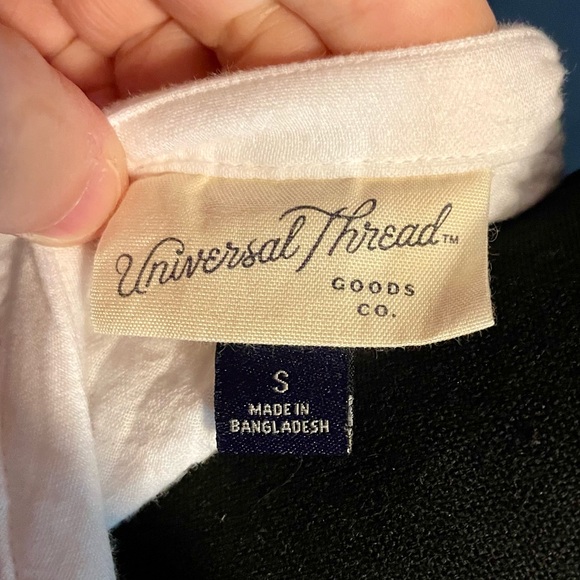 Universal Thread™
GOODS
CO.
S
MADE IN
BANGLADESH